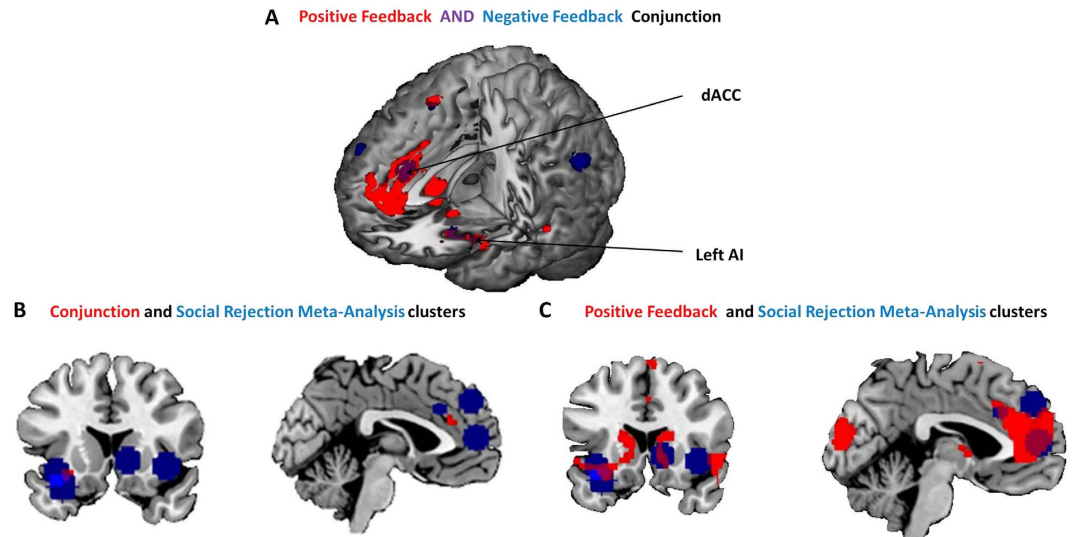 A Positive Feedback AND Negative Feedback Conjunction
dACC
Left AI
B Conjunction and Social Rejection Meta-Analysis clusters
C Positive Feedback and Social Rejection Meta-Analysis clusters